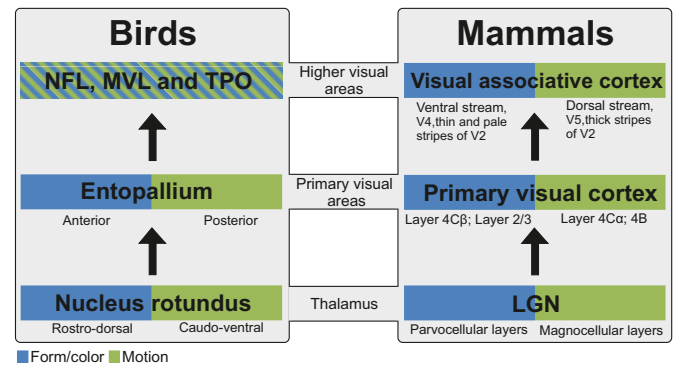 Birds
Mammals
NFL, MVL and TPO
Higher visual
areas
Visual associative cortex
Ventral stream,
V4,thin and pale
stripes of V2
Dorsal stream,
V5,thick stripes
of V2
Entopallium
Primary visual
areas
Primary visual cortex
Anterior
Posterior
Layer 4Cβ; Layer 2/3
Layer 4Cα; 4B
Nucleus rotundus
Thalamus
LGN
Rostro-dorsal
Caudo-ventral
Parvocellular layers
Magnocellular layers
Form/color
Motion